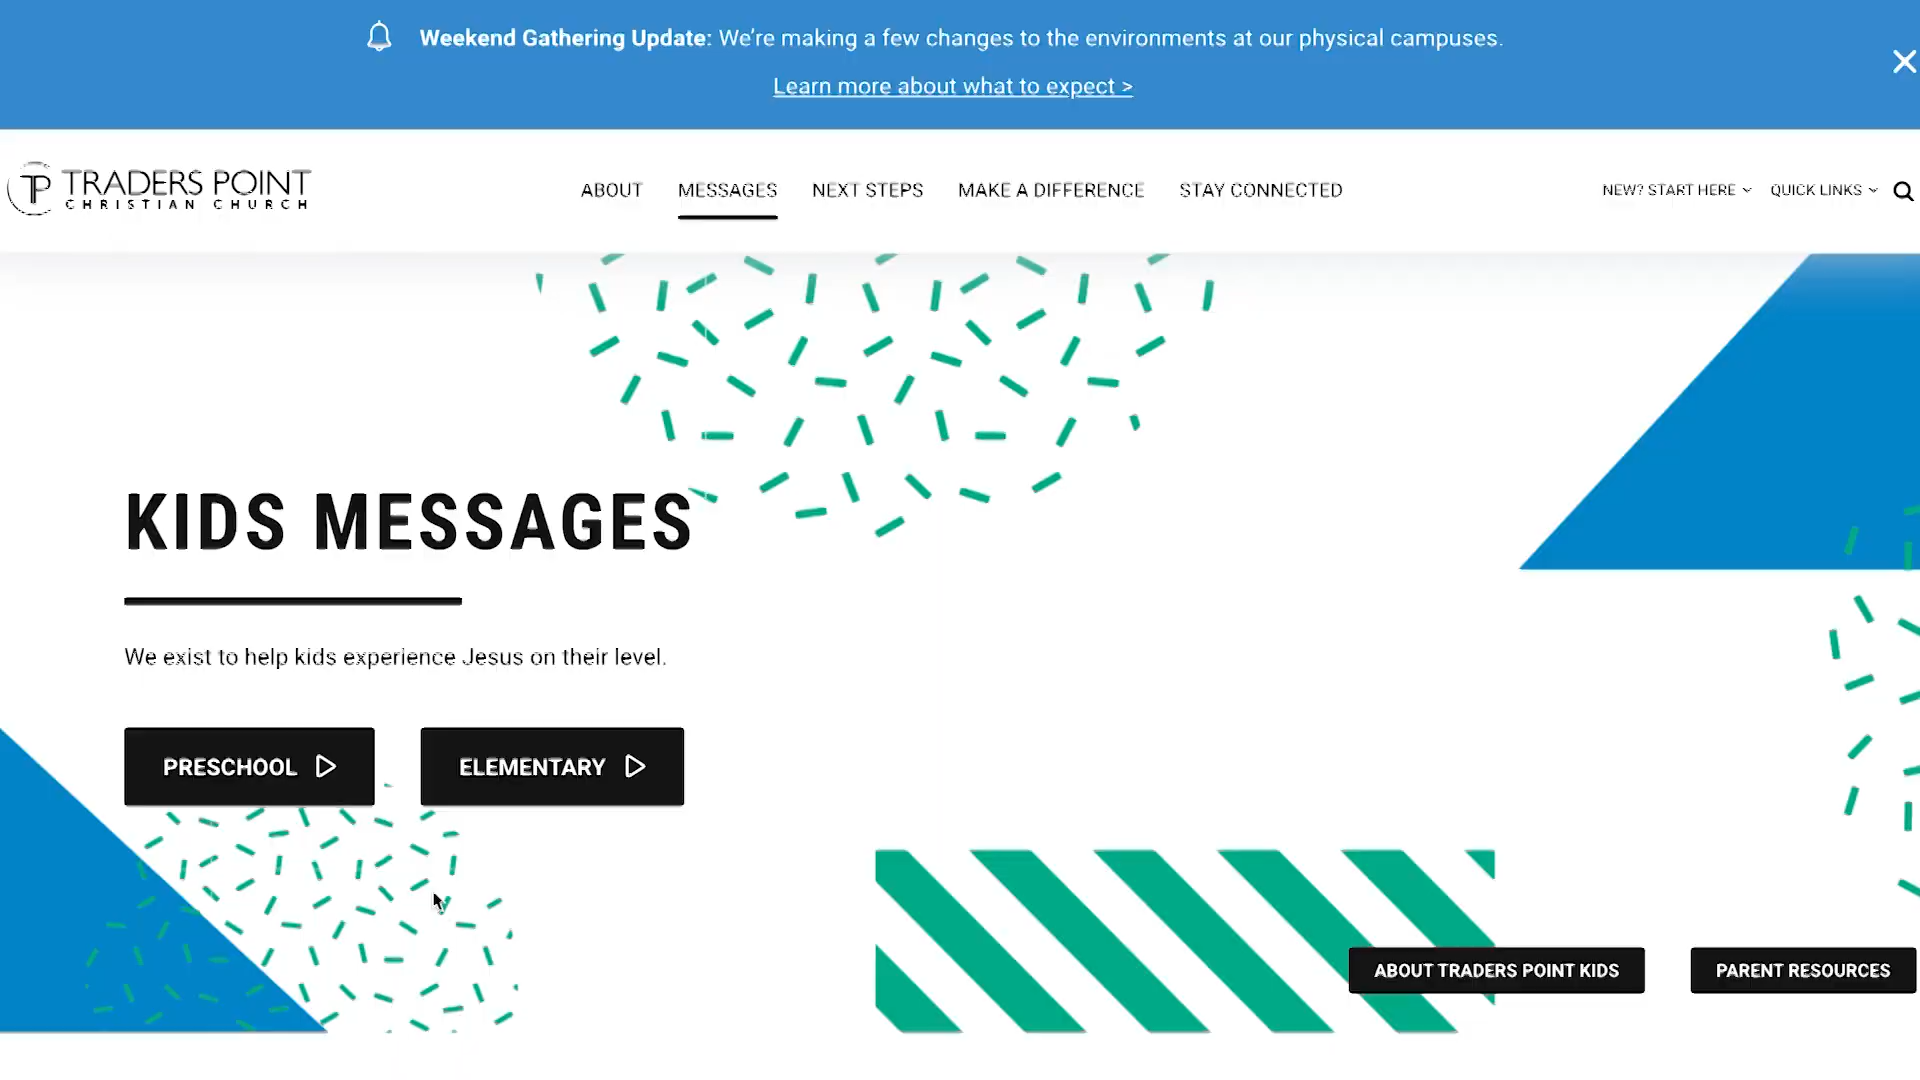 Weekend Gathering Update: We're making a few changes to the environments at our physical campuses.
Learn more about what to expect >
TP TRADERS POINT
CHRISTIAN CHURCH
ABOUT MESSAGES NEXT STEPS MAKE A DIFFERENCE STAY CONNECTED
NEW? START HERE QUICK LINKS
KIDS MESSAGES
We exist to help kids experience Jesus on their level.
PRESCHOOL ELEMENTARY
ABOUT TRADERS POINT KIDS PARENT RESOURCES